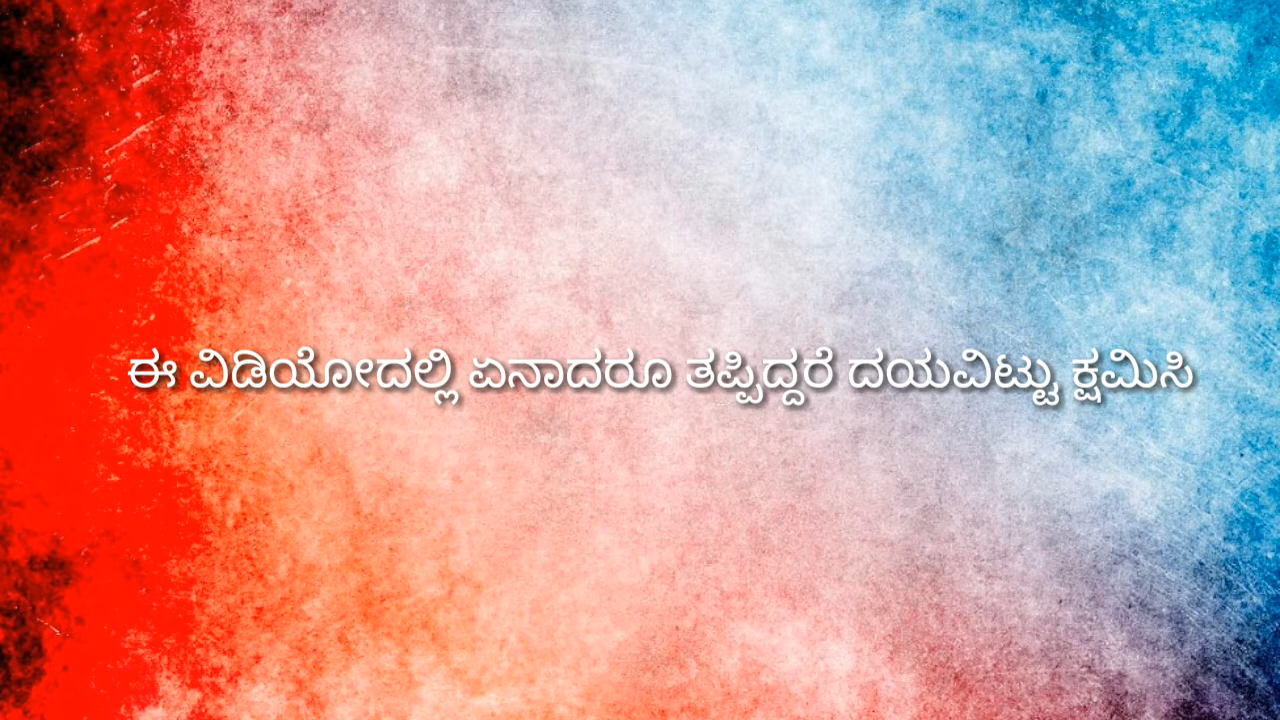 ಈ ವಿಡಿಯೋದಲ್ಲಿ ಏನಾದರೂ ತಪ್ಪಿದ್ದರೆ ದಯವಿಟ್ಟು ಕ್ಷಮಿಸಿ